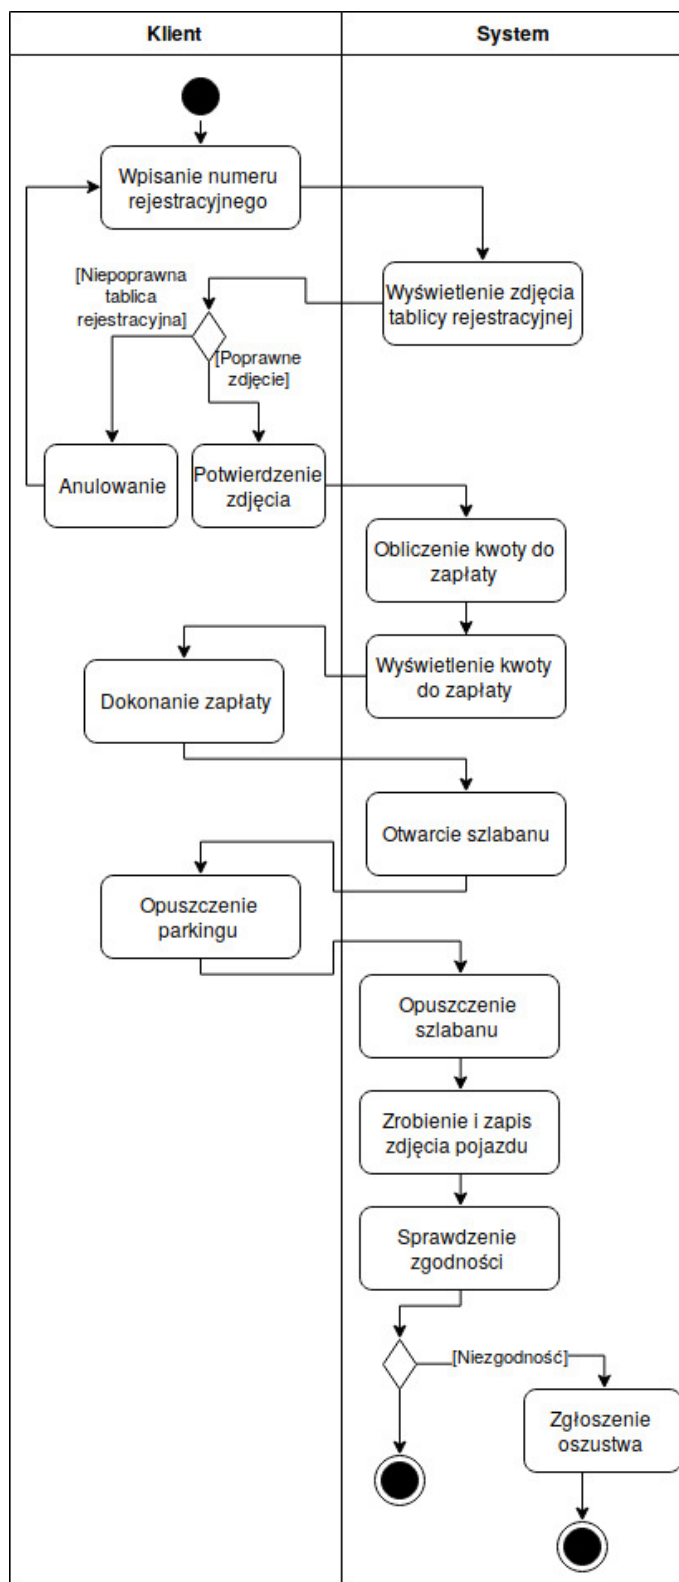 Klient
System
Wpisanie numeru
rejestracyjnego
Wyświetlenie zdjęcia
tablicy rejestracyjnej
[Niepoprawna
tablica
rejestracyjna]
[Poprawne
zdjęcie]
Anulowanie
Potwierdzenie
zdjęcia
Obliczenie kwoty do
zapłaty
Wyświetlenie kwoty
do zapłaty
Dokonanie zapłaty
Otwarcie szlabanu
Opuszczenie
parkingu
Opuszczenie
szlabanu
Zrobienie i zapis
zdjęcia pojazdu
Sprawdzenie
zgodności
[Niezgodność]
Zgłoszenie
oszustwa